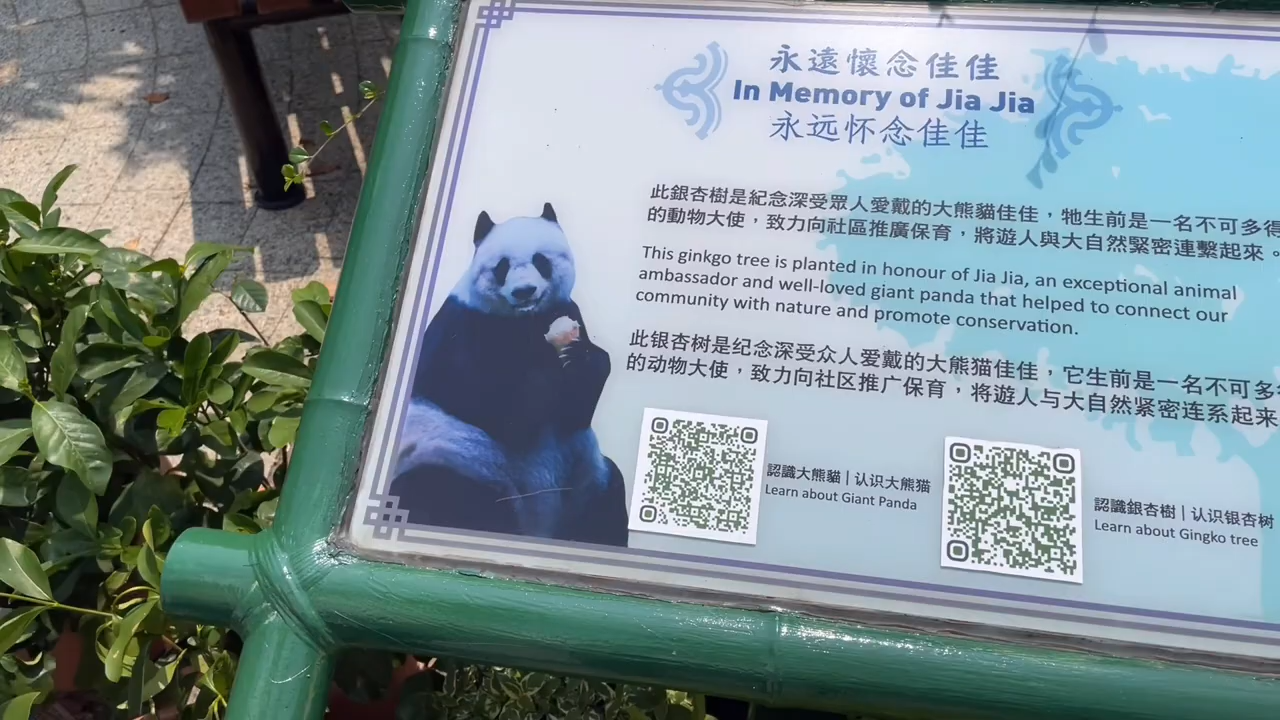 永遠懷念佳佳
In Memory of Jia Jia
永远怀念佳佳
此銀杏樹是紀念深受眾人愛戴的大熊貓佳佳，牠生前是一名不可多得
的動物大使，致力向社區推廣保育，將遊人與大自然緊密連繫起來。
This ginkgo tree is planted in honour of Jia Jia, an exceptional animal
ambassador and well-loved giant panda that helped to connect our
community with nature and promote conservation.
此银杏树是纪念深受众人爱戴的大熊猫佳佳，它生前是一名不可多
的动物大使，致力向社区推广保育，将遊人与大自然紧密连系起来
認識大熊貓 | 认识大熊猫
Learn about Giant Panda
認識銀杏樹 | 认识银杏树
Learn about Gingko tree